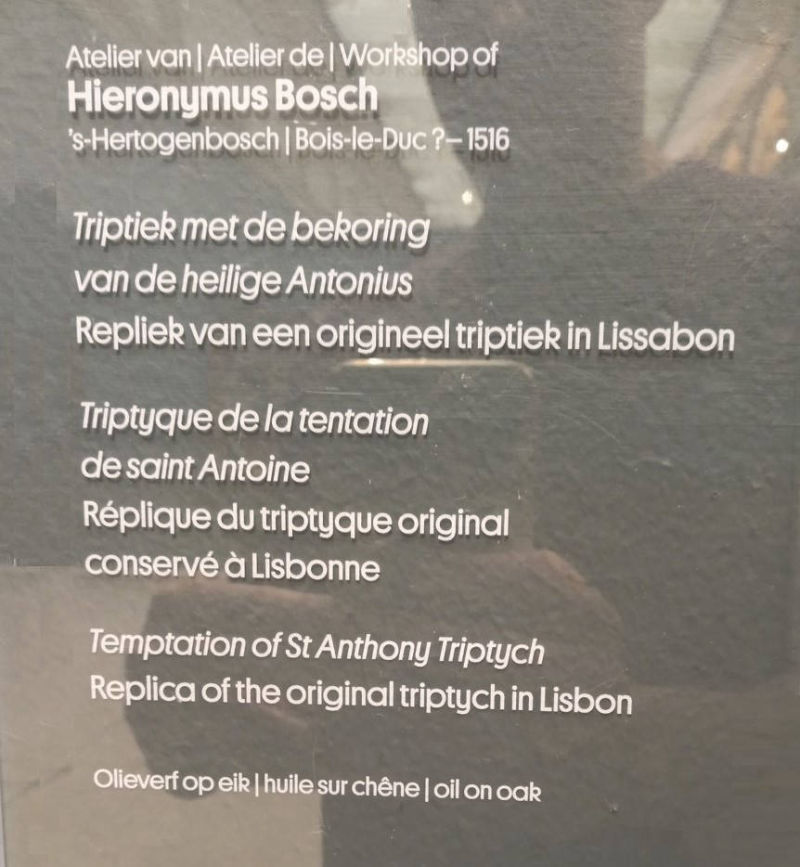 Atelier van | Atelier de | Workshop of
Hieronymus Bosch
's-Hertogenbosch | Bois-le-Duc ?–1516
Triptiek met de bekoring
van de heilige Antonius
Repliek van een origineel triptiek in Lissabon
Triptyque de la tentation
de saint Antoine
Réplique du triptyque original
conservé à Lisbonne
Temptation of St Anthony Triptych
Replica of the original triptych in Lisbon
Olieverf op eik | huile sur chêne | oil on oak